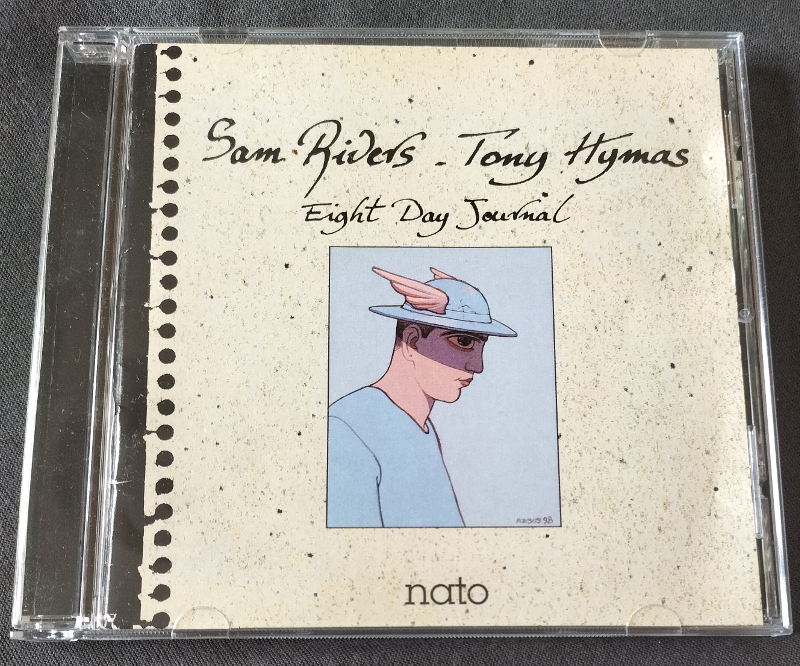 Sam Rivers - Tony Hymas
Eight Day Journal
nato